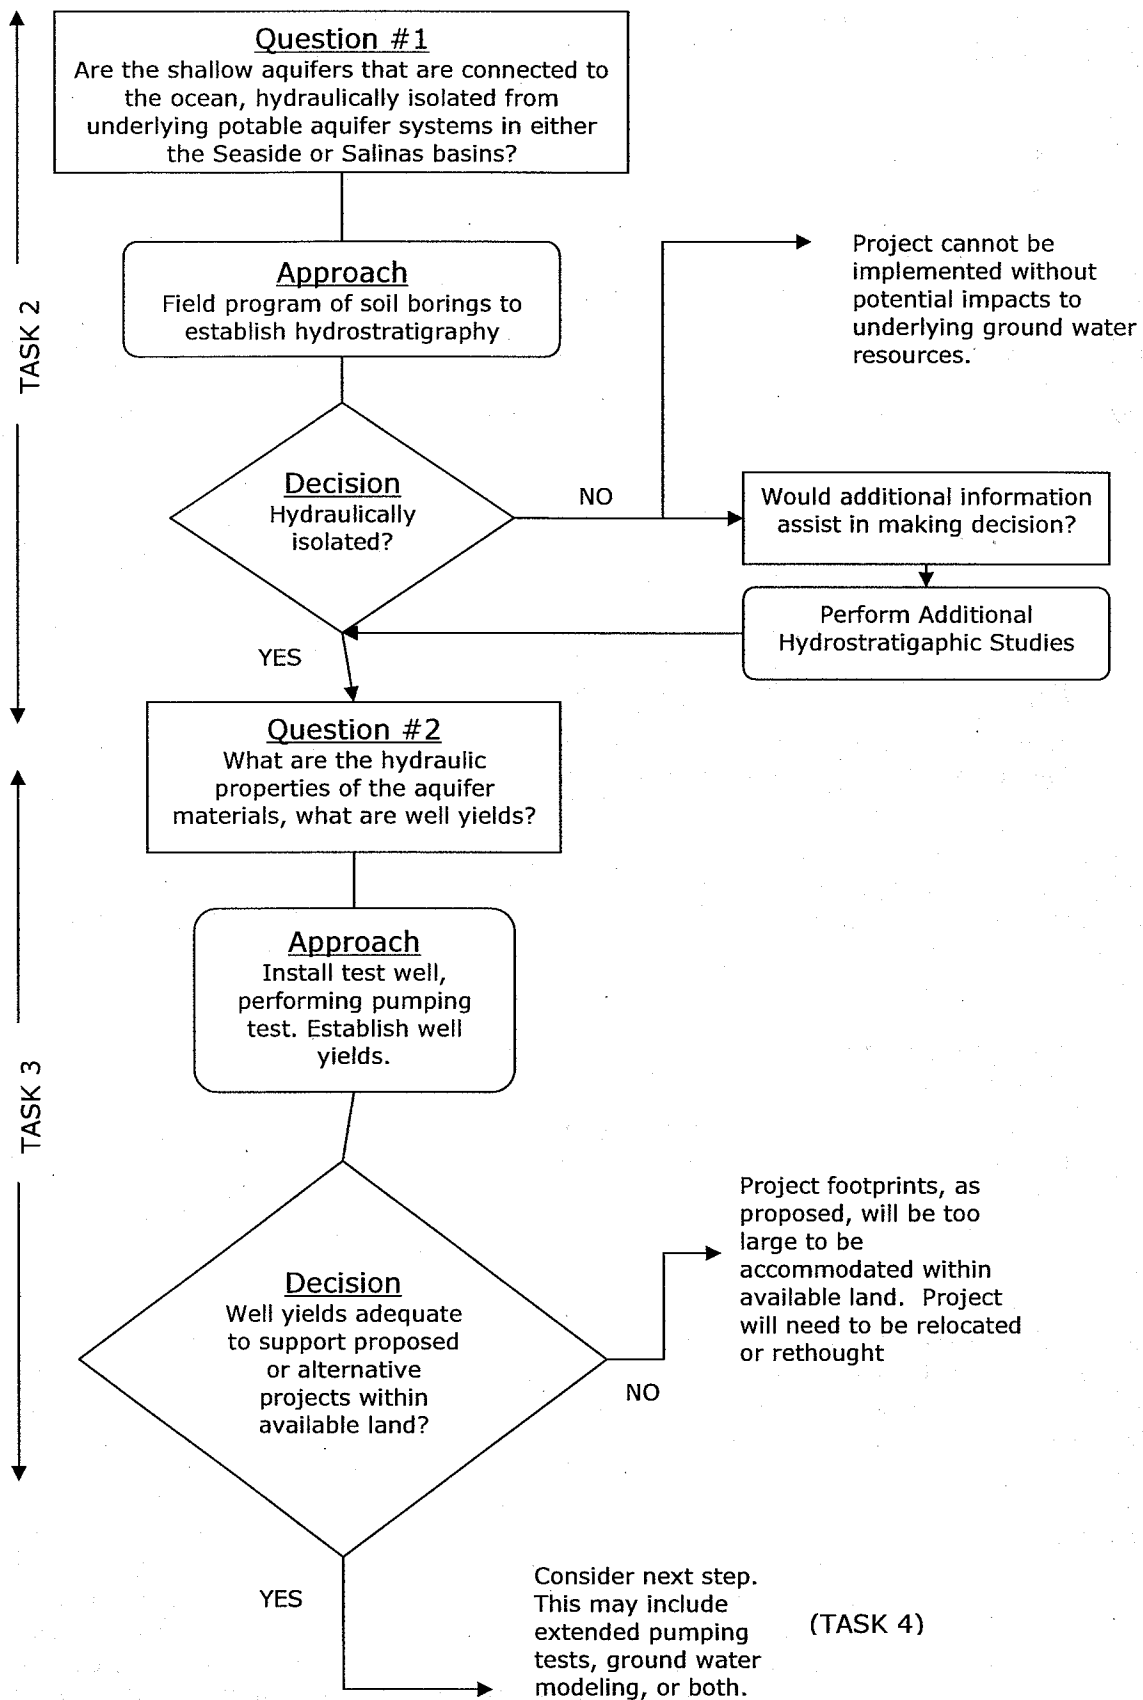 Question #1
Are the shallow aquifers that are connected to
the ocean, hydraulically isolated from
underlying potable aquifer systems in either
the Seaside or Salinas basins?
TASK 2
Approach
Field program of soil borings to
establish hydrostratigraphy
Project cannot be
implemented without
potential impacts to
underlying ground water
resources.
Decision
Hydraulically
isolated?
NO
Would additional information
assist in making decision?
Perform Additional
Hydrostratigaphic Studies
YES
Question #2
What are the hydraulic
properties of the aquifer
materials, what are well yields?
TASK 3
Approach
Install test well,
performing pumping
test. Establish well
yields.
Decision
Well yields adequate
to support proposed
or alternative
projects within
available land?
NO
Project footprints, as
proposed, will be too
large to be
accommodated within
available land.  Project
will need to be relocated
or rethought
YES
Consider next step.
This may include
extended pumping
tests, ground water
modeling, or both.
(TASK 4)